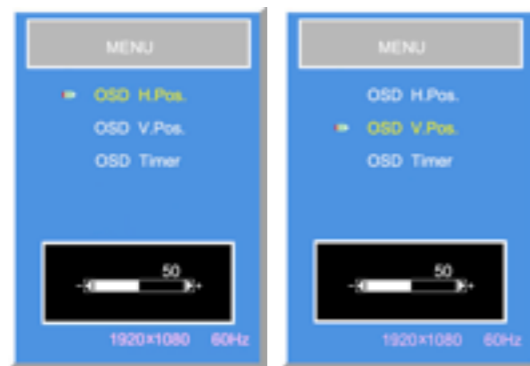 MENU
OSD H.Pos.
OSD V.Pos.
OSD Timer
50
- +
1920×1080 60Hz
MENU
OSD H.Pos.
OSD V.Pos.
OSD Timer
50
- +
1920×1080 60Hz